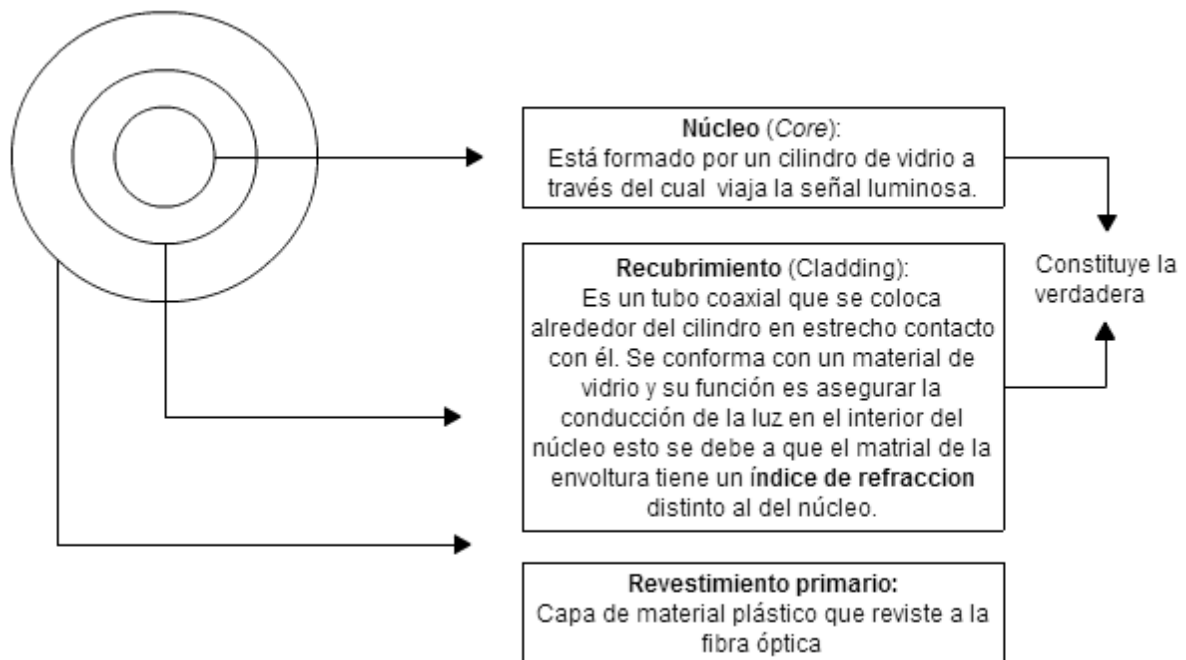 Núcleo (Core):
Está formado por un cilindro de vidrio a
través del cual viaja la señal luminosa.
Recubrimiento (Cladding):
Es un tubo coaxial que se coloca
alrededor del cilindro en estrecho contacto
con él. Se conforma con un material de
vidrio y su función es asegurar la
conducción de la luz en el interior del
núcleo esto se debe a que el matrial de la
envoltura tiene un índice de refraccion
distinto al del núcleo.
Constituye la
verdadera
Revestimiento primario:
Capa de material plástico que reviste a la
fibra óptica